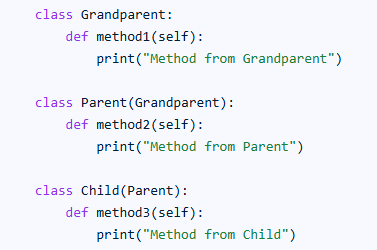 class Grandparent:
    def method1(self):
        print("Method from Grandparent")

class Parent(Grandparent):
    def method2(self):
        print("Method from Parent")

class Child(Parent):
    def method3(self):
        print("Method from Child")